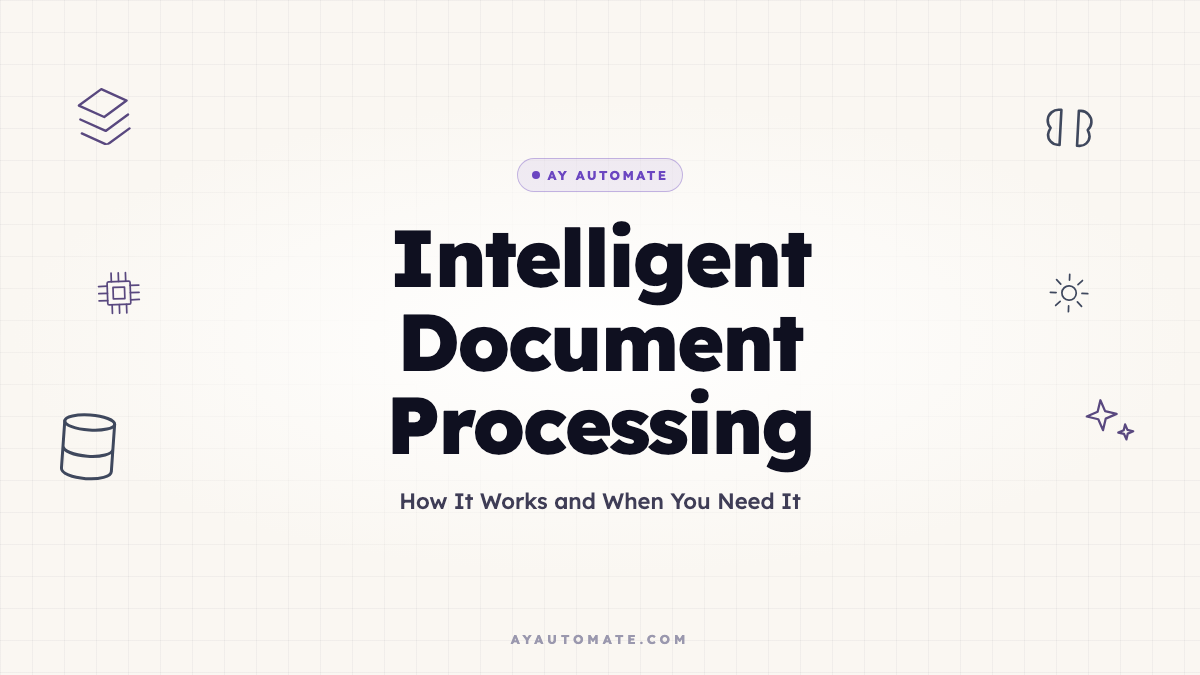 AY AUTOMATE
Intelligent
Document
Processing
How It Works and When You Need It
AYAUTOMATE.COM